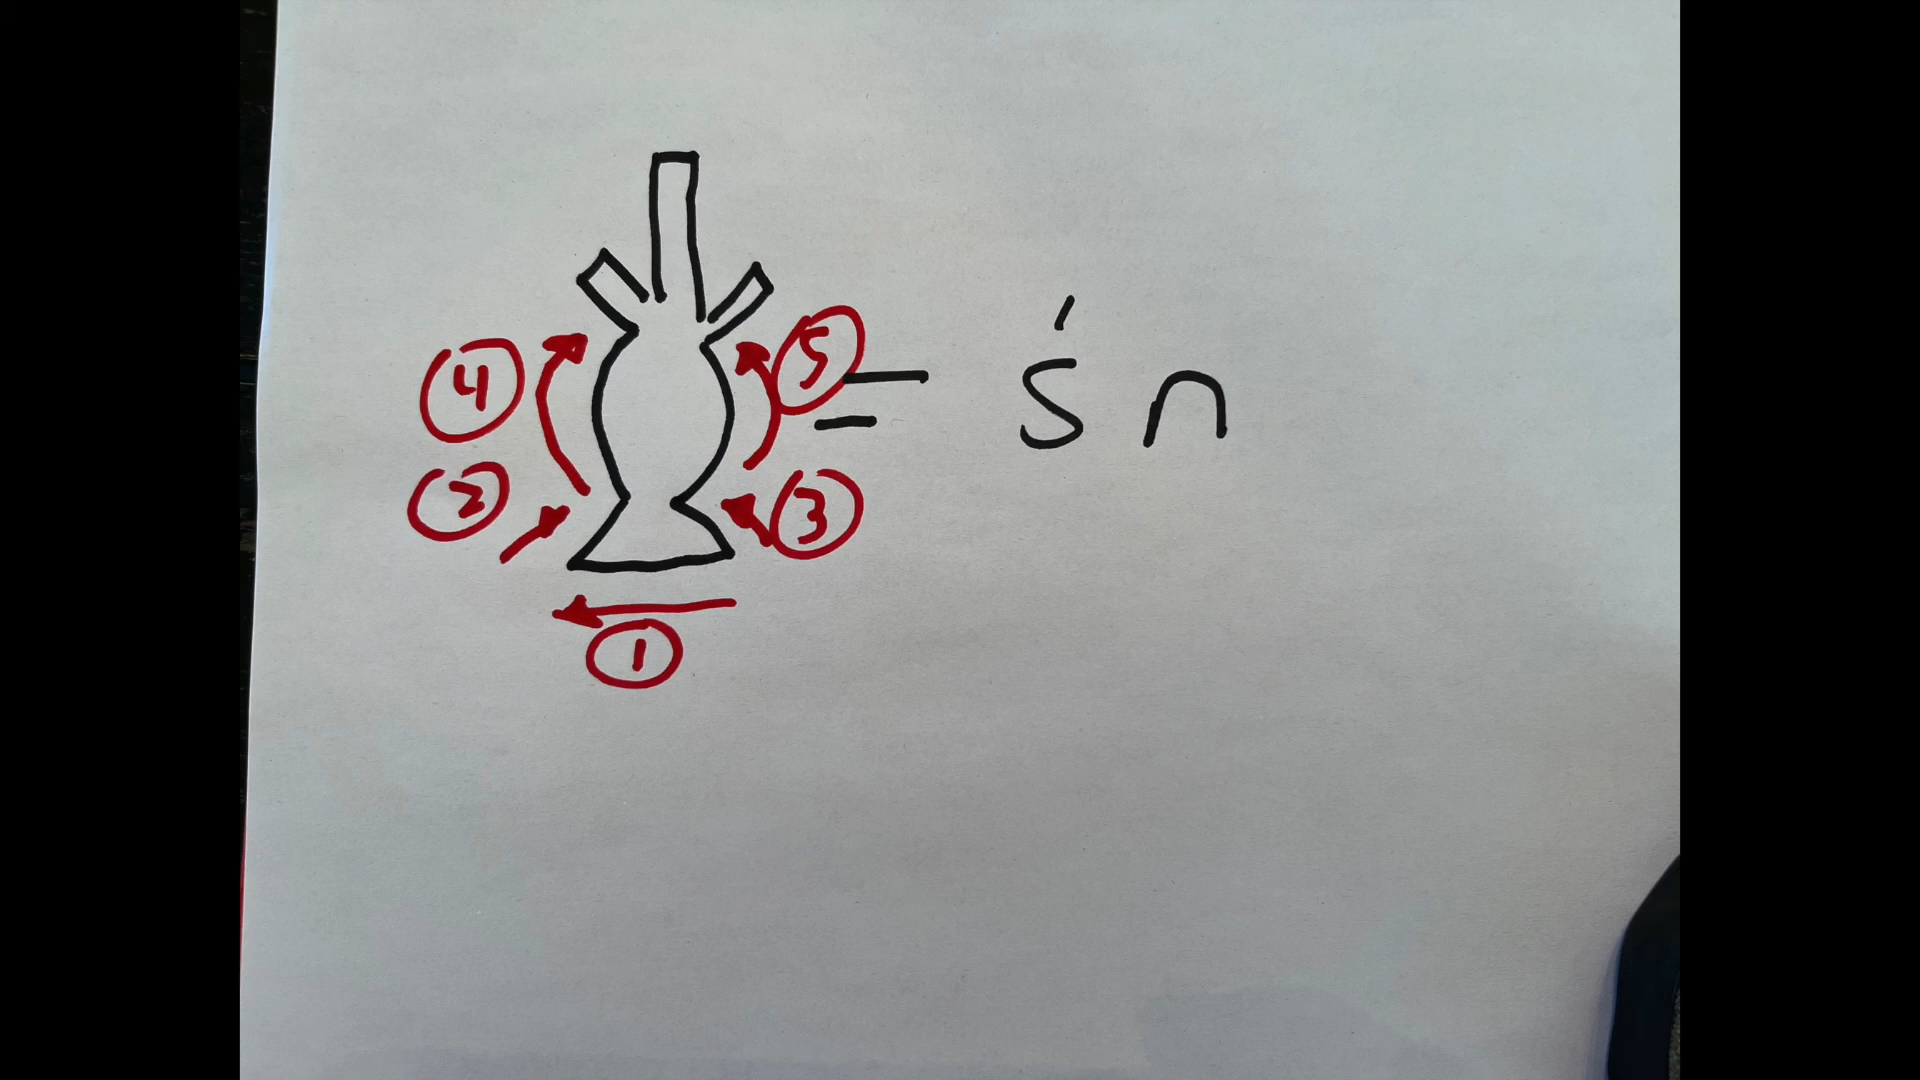 ④ ⑤ = ś n
② ③
①